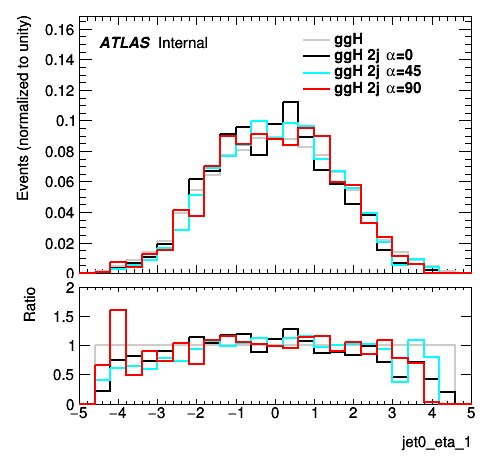 Events (normalized to unity)
0.16
0.14
0.12
0.1
0.08
0.06
0.04
0.02
0
ATLAS Internal
ggH
ggH 2j α=0
ggH 2j α=45
ggH 2j α=90
Ratio
2
1.5
1
0.5
0
−5 −4 −3 −2 −1 0 1 2 3 4 5
jet0_eta_1